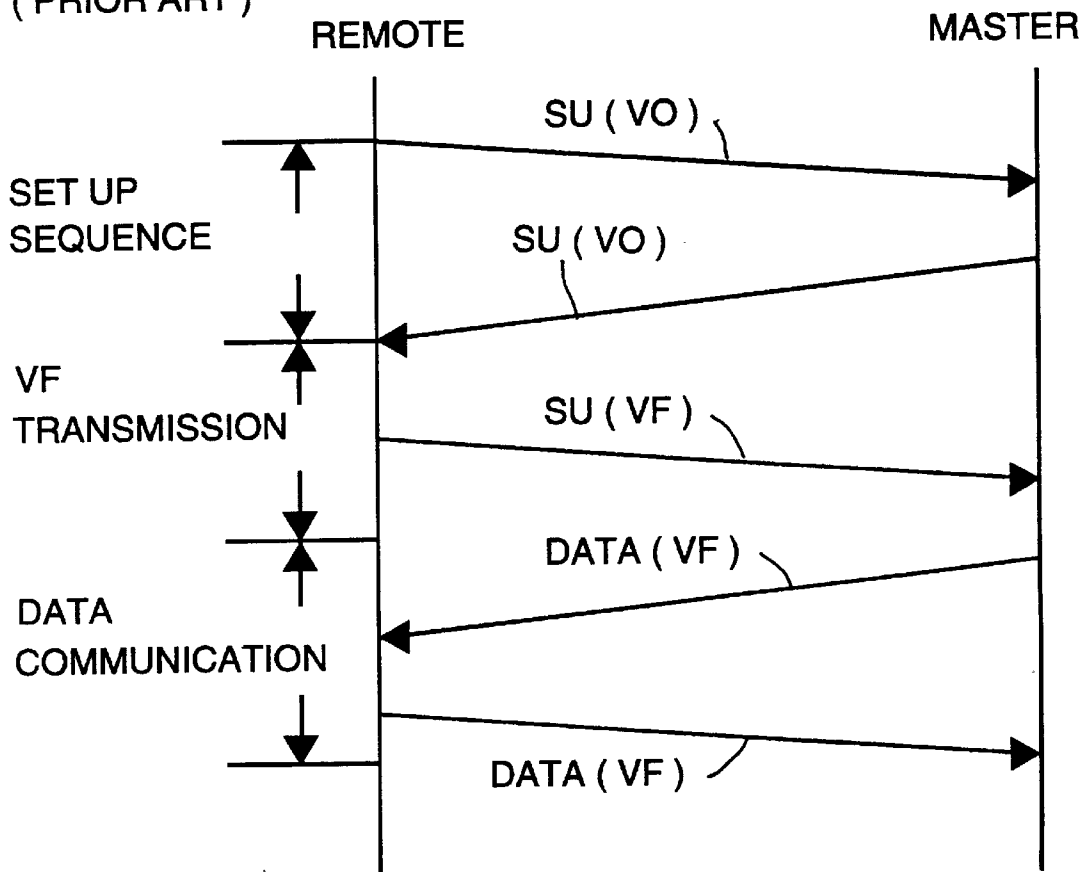 ( PRIOR ART )
REMOTE
MASTER
SU ( VO )
SET UP
SEQUENCE
SU ( VO )
VF
TRANSMISSION
SU ( VF )
DATA ( VF )
DATA
COMMUNICATION
DATA ( VF )